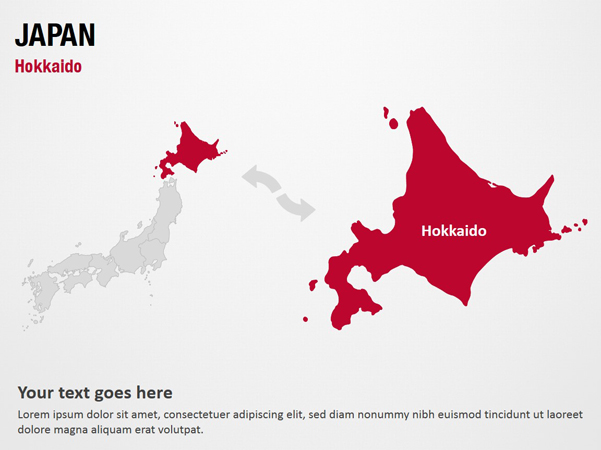 JAPAN
Hokkaido
Hokkaido
Your text goes here
Lorem ipsum dolor sit amet, consectetuer adipiscing elit, sed diam nonummy nibh euismod tincidunt ut laoreet
dolore magna aliquam erat volutpat.